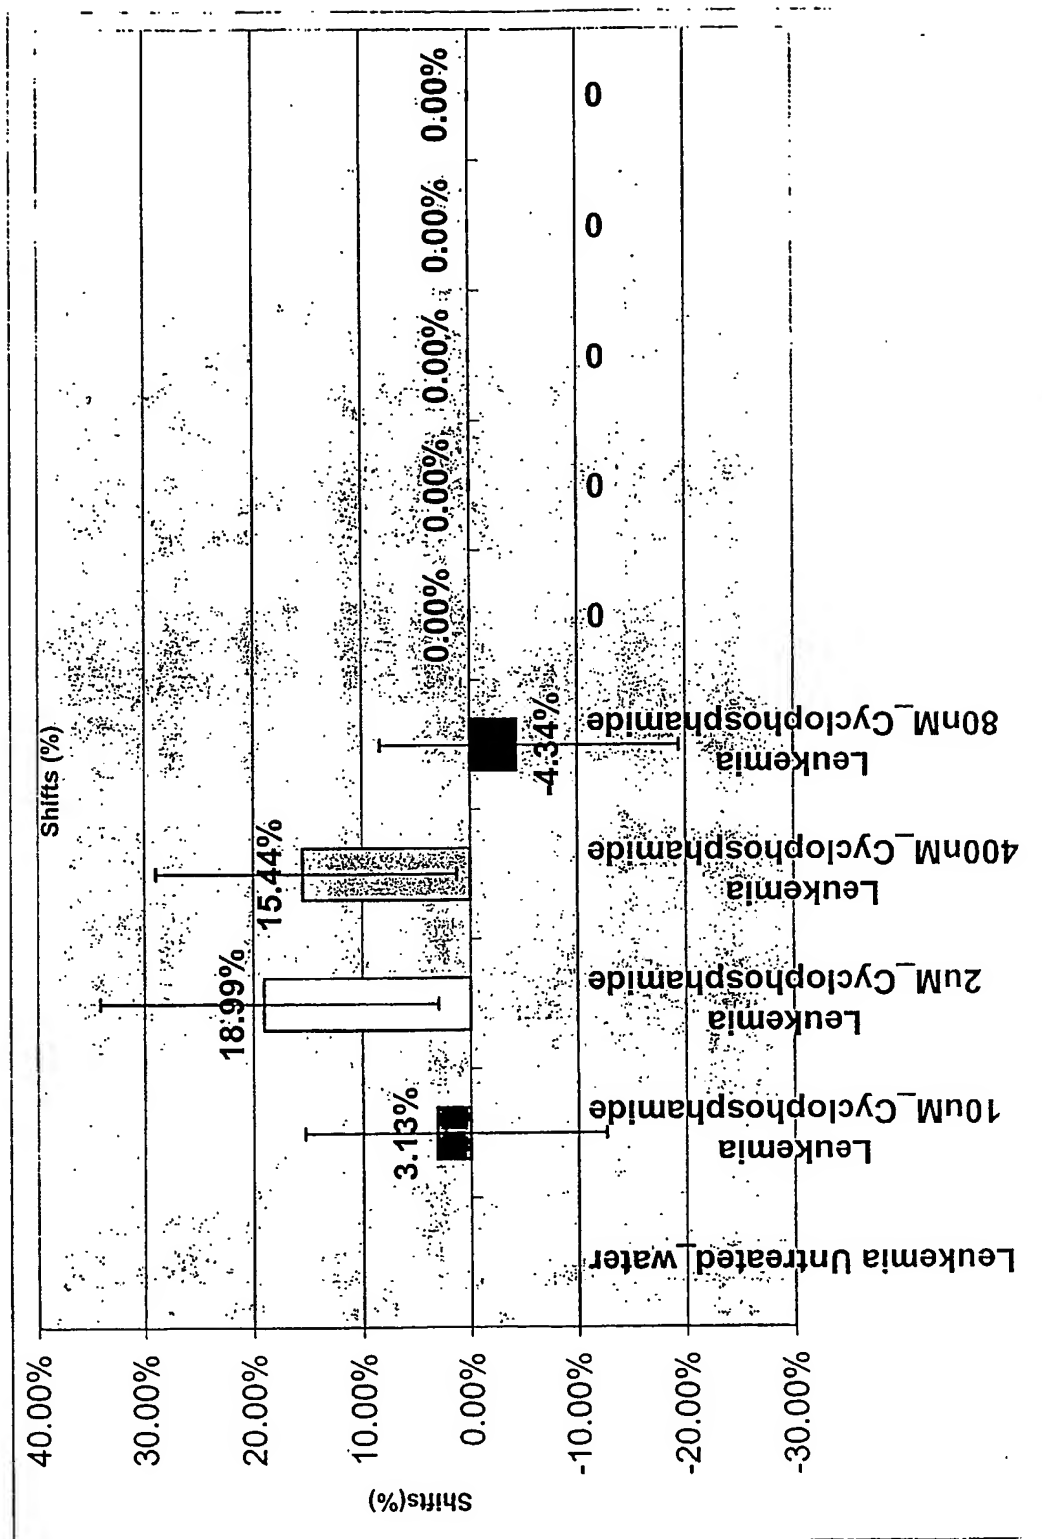 Shifts (%)
40.00%
30.00%
20.00%
10.00%
0.00%
-10.00%
-20.00%
-30.00%
Shifts(%)
3.13%
18.99%
15.44%
-4.34%
0.00%
0.00%
0.00%
0.00%
0.00%
Leukemia Untreated_water
Leukemia
10uM_Cyclophosphamide
Leukemia
2uM_Cyclophosphamide
Leukemia
400nM_Cyclophosphamide
Leukemia
80nM_Cyclophosphamide
0
0
0
0
0